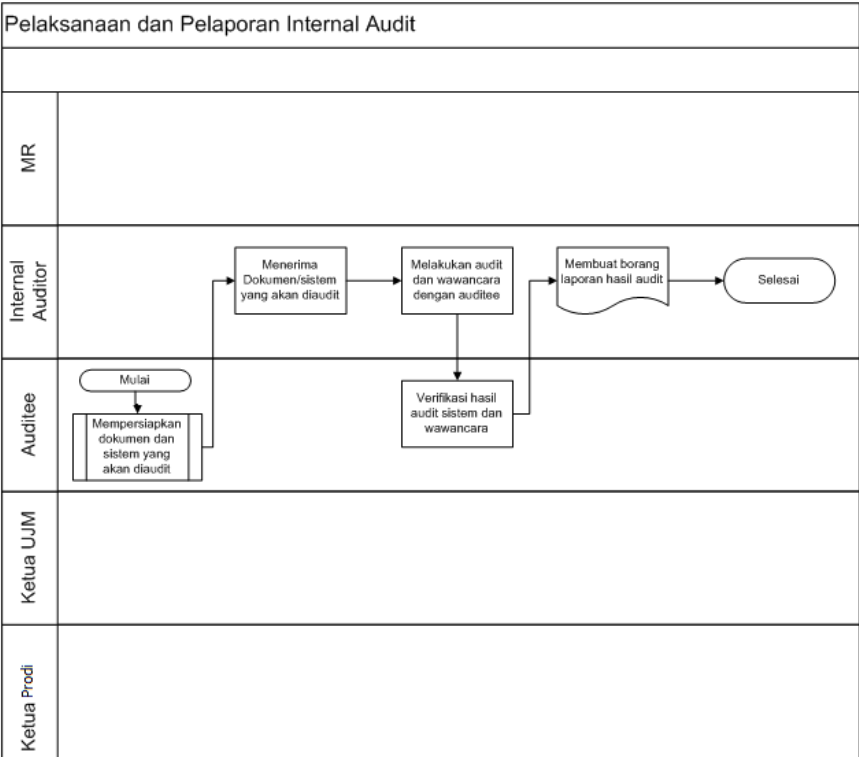 Pelaksanaan dan Pelaporan Internal Audit
MR
Internal
Auditor
Menerima
Dokumen/sistem
yang akan diaudit
Melakukan audit
dan wawancara
dengan auditee
Membuat borang
laporan hasil audit
Selesai
Auditee
Mulai
Mempersiapkan
dokumen dan
sistem yang
akan diaudit
Verifikasi hasil
audit sistem dan
wawancara
Ketua UJM
Ketua Prodi